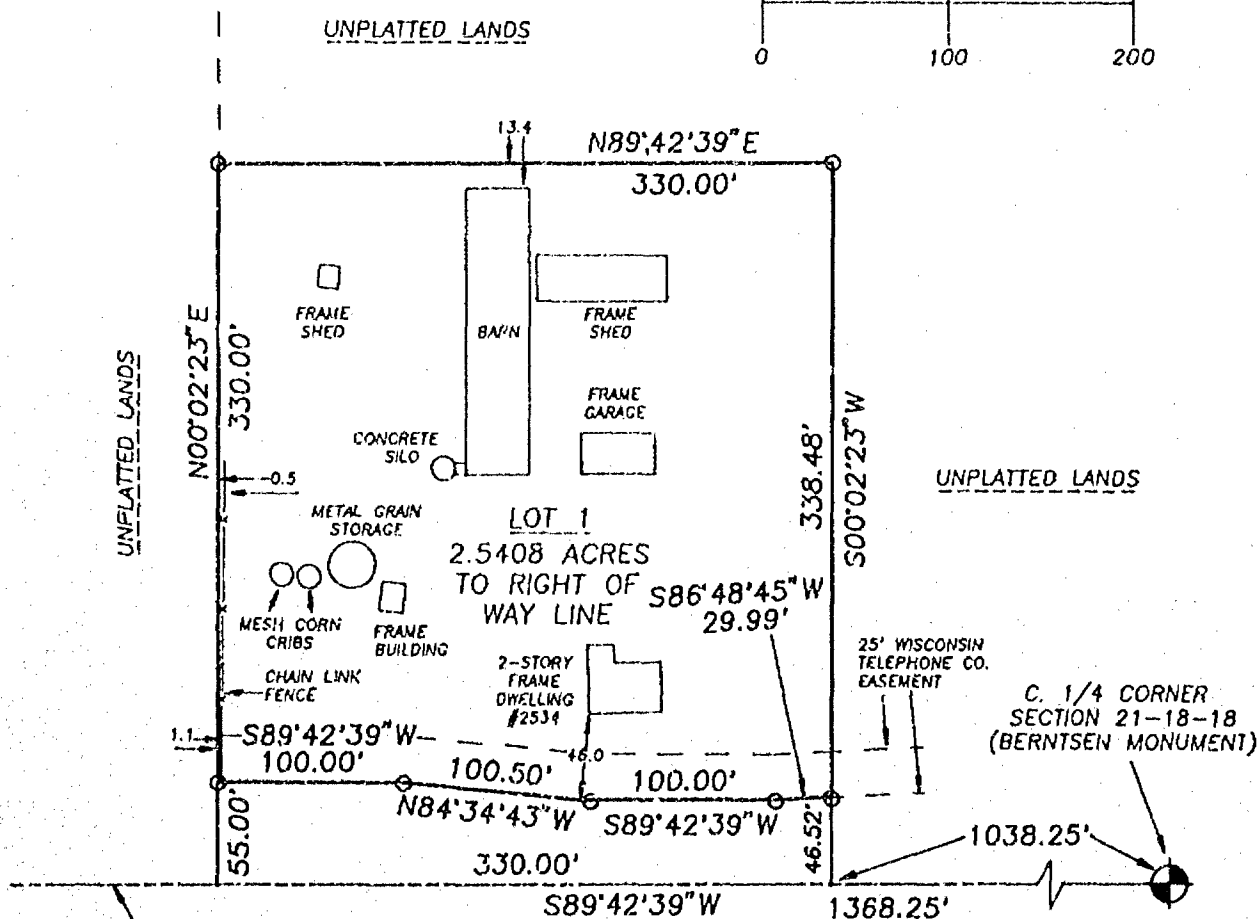 UNPLATTED LANDS
0
100
200
13.4
N89°42'39"E
330.00'
N00°02'23"E
330.00'
UNPLATTED LANDS
FRAME
SHED
BARN
FRAME
SHED
FRAME
GARAGE
CONCRETE
SILO
338.48'
S00°02'23"W
UNPLATTED LANDS
0.5
METAL GRAIN
STORAGE
LOT 1
2.5408 ACRES
TO RIGHT OF
WAY LINE
S86°48'45"W
29.99'
MESH CORN
CRIBS
FRAME
BUILDING
CHAIN LINK
FENCE
2-STORY
FRAME
DWELLING
#2534
25' WISCONSIN
TELEPHONE CO.
EASEMENT
C. 1/4 CORNER
SECTION 21-18-18
(BERNTSEN MONUMENT)
1.1
S89°42'39"W
100.00'
100.50'
46.0
100.00'
N84°34'43"W
S89°42'39"W
55.00'
46.52'
1038.25'
330.00'
S89°42'39"W
1368.25'